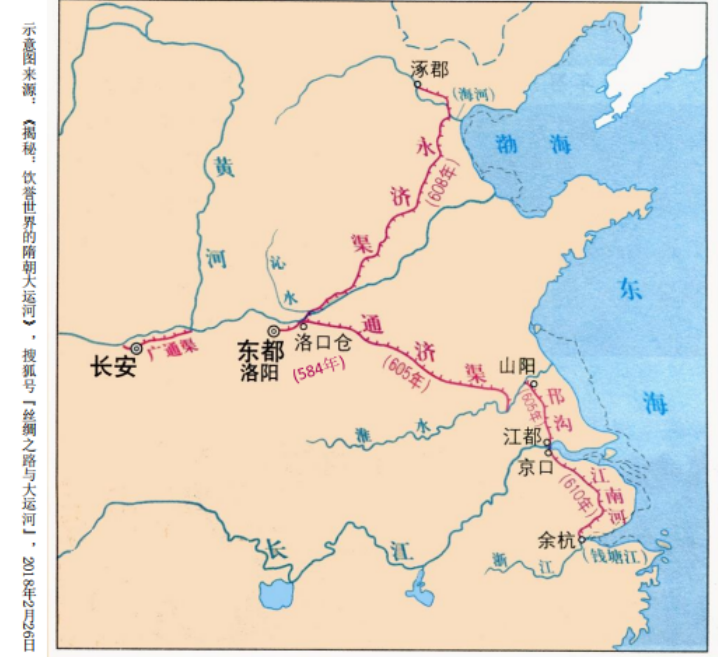 示意图来源：《揭秘：饮誉世界的隋朝大运河》，搜狐号『丝绸之路与大运河』，2018年2月26日
涿郡
(海河)
渤海
永济渠
(608年)
黄河
沁水
东海
通济渠
(605年)
广通渠
长安
东都
洛阳
洛口仓
(584年)
山阳
邗沟
(605年)
淮水
江都
京口
江南河
(610年)
余杭
(钱塘江)
浙江
长江